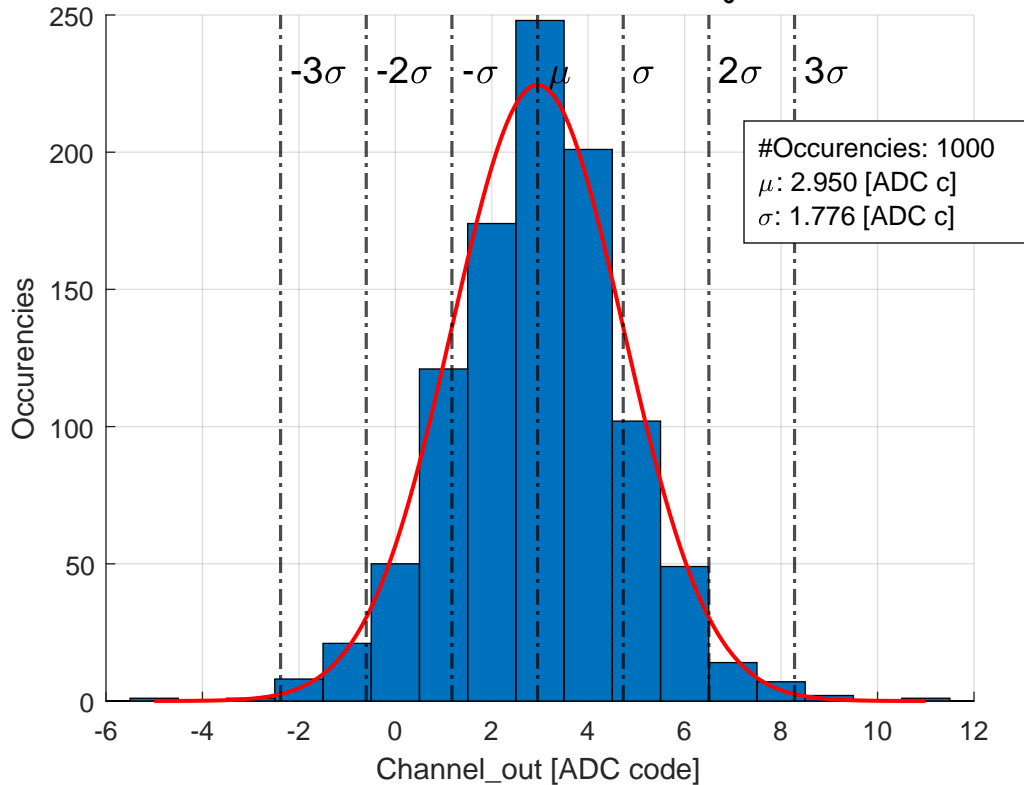 250
200
150
100
50
0
Occurencies
-3σ -2σ -σ μ σ 2σ 3σ
#Occurencies: 1000
μ: 2.950 [ADC c]
σ: 1.776 [ADC c]
-6 -4 -2 0 2 4 6 8 10 12
Channel_out [ADC code]